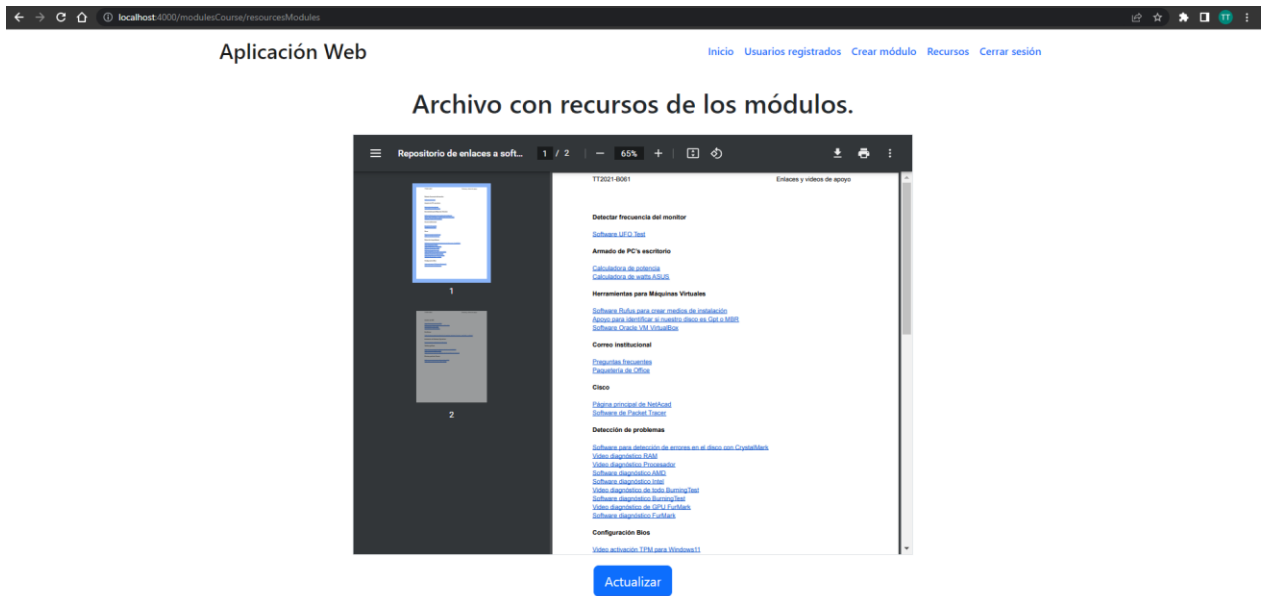 localhost:4000/modulesCourse/resourcesModules
TT
Aplicación Web
Inicio Usuarios registrados Crear módulo Recursos Cerrar sesión
Archivo con recursos de los módulos.
Repositorio de enlaces a soft... 1 / 2 | − 65% + |
TT2021-B061 Enlaces y videos de apoyo
Detectar frecuencia del monitor
Software UFO Test
Armado de PC's escritorio
Calculadora de potencia
Calculadora de watts ASUS
Herramientas para Máquinas Virtuales
Software Rufus para crear medios de instalación
Apoyo para identificar si nuestro disco es Gpt o MBR
Software Oracle VM VirtualBox
Correo institucional
Preguntas frecuentes
Paquetería de Office
Cisco
Página principal de NetAcad
Software de Packet Tracer
Detección de problemas
Software para detección de errores en el disco con CrystalMark
Video diagnóstico RAM
Video diagnóstico Procesador
Software diagnóstico AMD
Software diagnóstico Intel
Video diagnóstico de todo BurningTest
Software diagnóstico BurningTest
Video diagnóstico de GPU FurMark
Software diagnóstico FurMark
Configuración Bios
Video activación TPM para Windows11
1
2
Actualizar